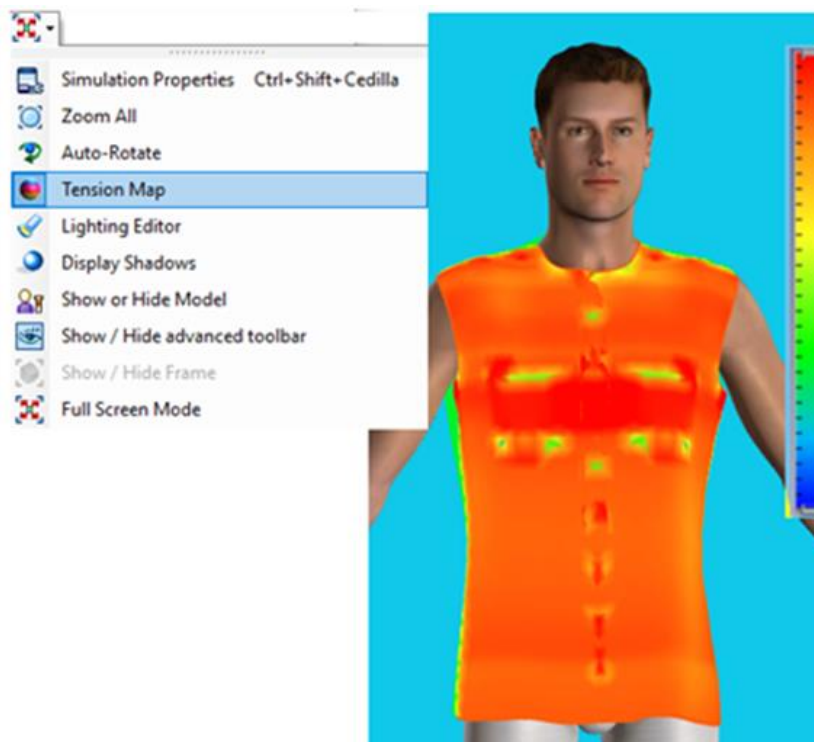 Simulation Properties Ctrl+Shift+Cedilla
Zoom All
Auto-Rotate
Tension Map
Lighting Editor
Display Shadows
Show or Hide Model
Show / Hide advanced toolbar
Show / Hide Frame
Full Screen Mode